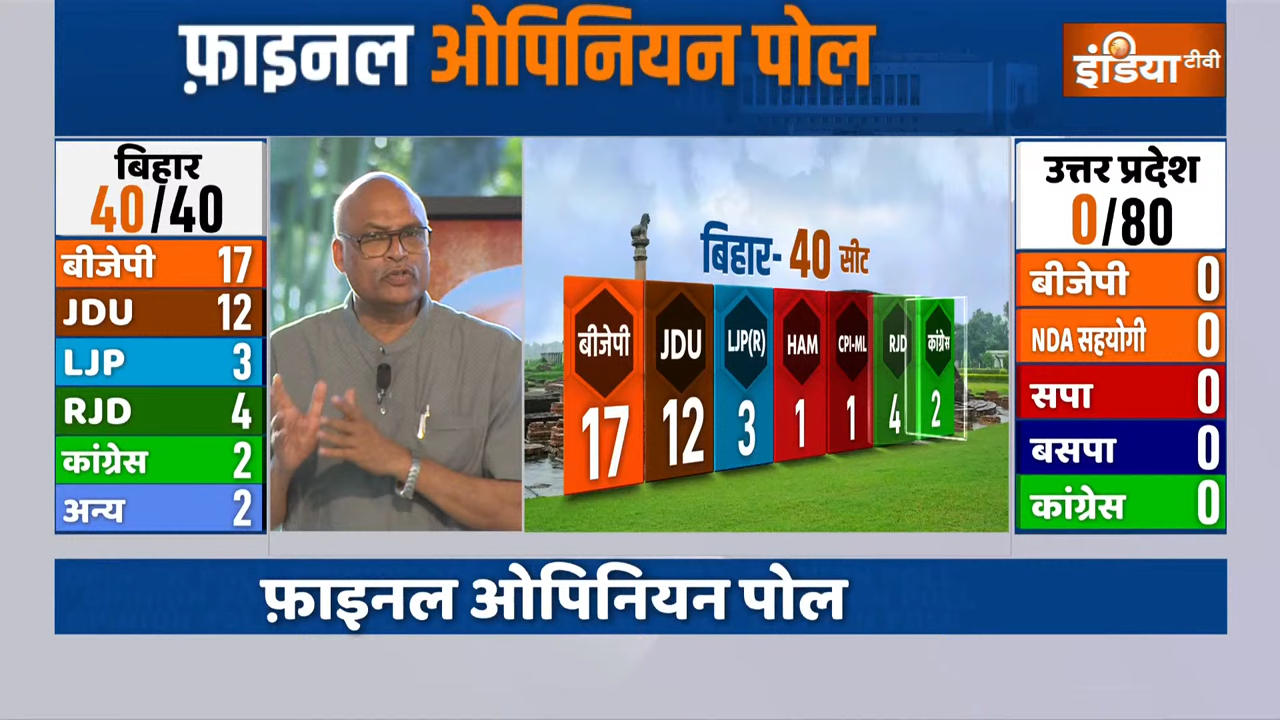 फ़ाइनल ओपिनियन पोल
इंडिया टीवी
बिहार
40/40
बीजेपी 17
JDU 12
LJP 3
RJD 4
कांग्रेस 2
अन्य 2
बिहार- 40 सीट
बीजेपी JDU LJP(R) HAM CPI-ML RJD कांग्रेस
17 12 3 1 1 4 2
उत्तर प्रदेश
0/80
बीजेपी 0
NDA सहयोगी 0
सपा 0
बसपा 0
कांग्रेस 0
फ़ाइनल ओपिनियन पोल